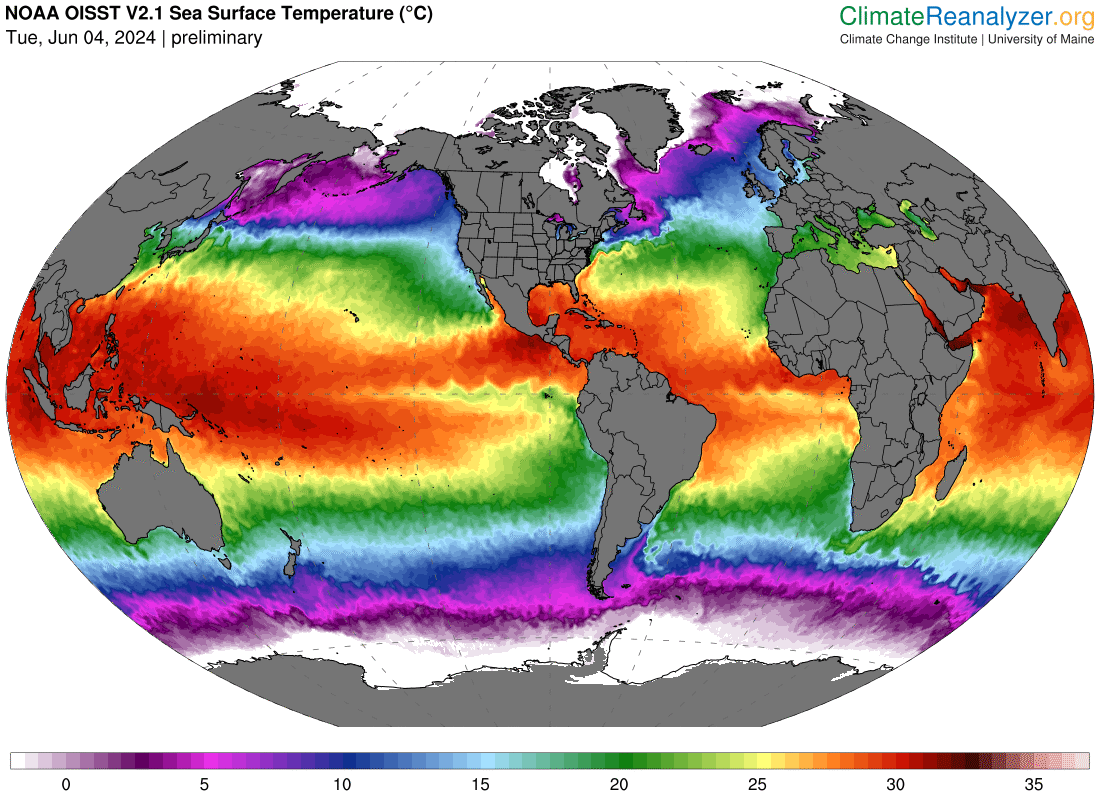 NOAA OISST V2.1 Sea Surface Temperature (°C)
Tue, Jun 04, 2024 | preliminary
ClimateReanalyzer.org
Climate Change Institute | University of Maine
0 5 10 15 20 25 30 35